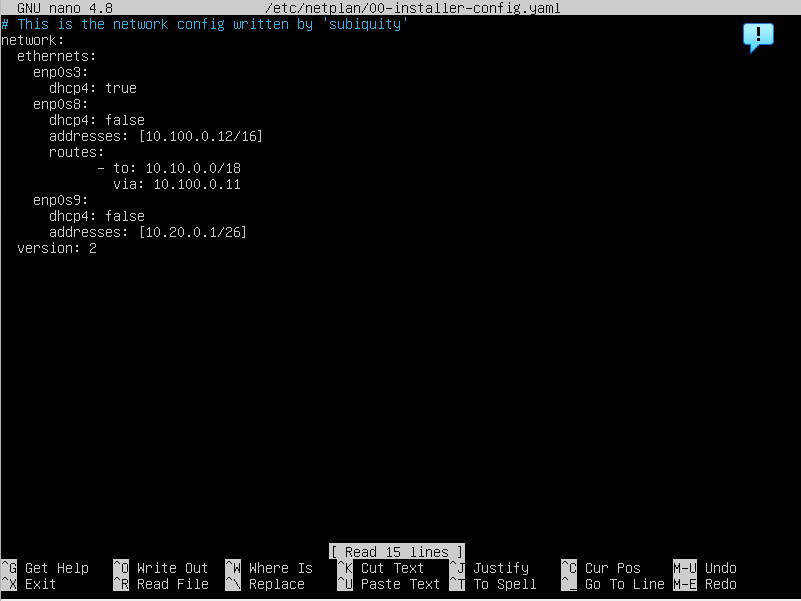 GNU nano 4.8 /etc/netplan/00-installer-config.yaml
# This is the network config written by 'subiquity'
network:
  ethernets:
    enp0s3:
      dhcp4: true
    enp0s8:
      dhcp4: false
      addresses: [10.100.0.12/16]
      routes:
            - to: 10.10.0.0/18
              via: 10.100.0.11
    enp0s9:
      dhcp4: false
      addresses: [10.20.0.1/26]
  version: 2
[ Read 15 lines ]
^G Get Help ^O Write Out ^W Where Is ^K Cut Text ^J Justify ^C Cur Pos M-U Undo
^X Exit ^R Read File ^\ Replace ^U Paste Text ^T To Spell ^_ Go To Line M-E Redo